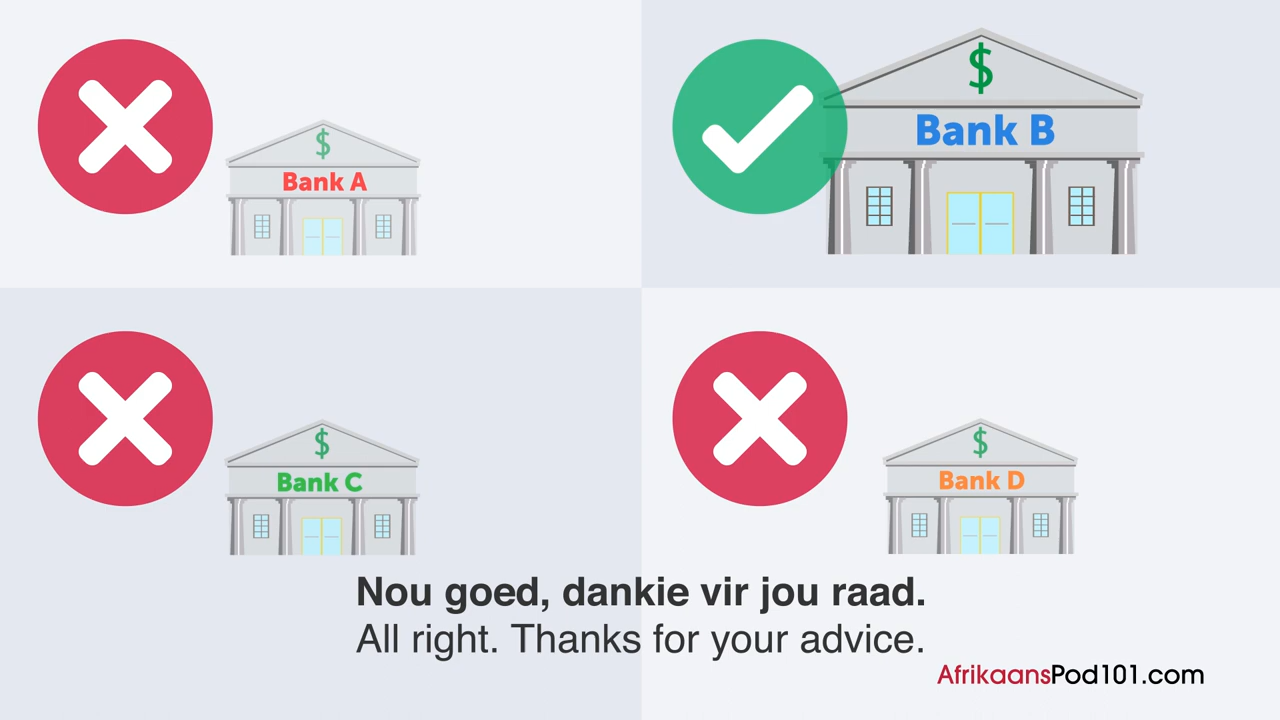 $
Bank A
$
Bank B
$
Bank C
$
Bank D
Nou goed, dankie vir jou raad.
All right. Thanks for your advice.
AfrikaansPod101.com